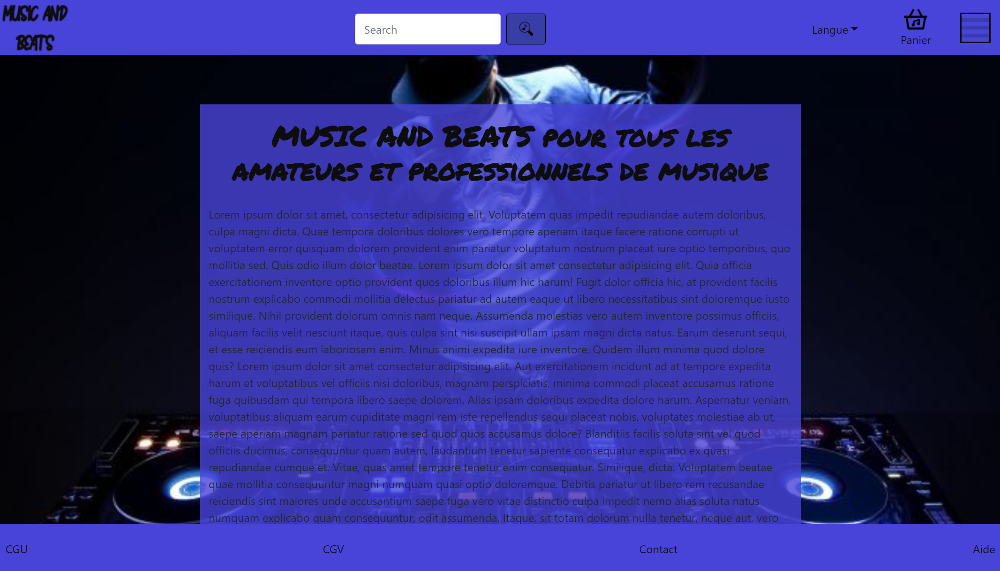 MUSIC AND
BEATS
Search
Langue
Panier
MUSIC AND BEATS POUR TOUS LES
AMATEURS ET PROFESSIONNELS DE MUSIQUE
Lorem ipsum dolor sit amet, consectetur adipisicing elit. Voluptatem quas impedit repudiandae autem doloribus,
culpa magni dicta. Quae tempora doloribus dolores vero tempore aperiam itaque facere ratione corrupti ut
voluptatem error quisquam dolorem provident enim pariatur voluptatum nostrum placeat iure optio temporibus, quo
mollitia sed. Quis odio illum dolor beatae. Lorem ipsum dolor sit amet consectetur adipisicing elit. Quia officia
exercitationem inventore optio provident quos doloribus illum hic harum! Fugit dolor officia hic, at provident facilis
nostrum explicabo commodi mollitia delectus pariatur ad autem eaque ut libero necessitatibus sint doloremque iusto
similique. Nihil provident dolorum omnis nam neque. Assumenda molestias vero autem inventore possimus officiis,
aliquam facilis velit nesciunt itaque, quis culpa sint nisi suscipit ullam ipsam magni dicta natus. Earum deserunt sequi,
et esse reiciendis eum laboriosam enim. Minus animi expedita iure inventore. Quidem illum minima quod dolore
quis? Lorem ipsum dolor sit amet consectetur adipisicing elit. Aut exercitationem incidunt ad at tempore expedita
harum et voluptatibus vel officiis nisi doloribus, magnam perspiciatis, minima commodi placeat accusamus ratione
fuga quibusdam qui tempora libero saepe dolorem. Alias ipsam doloribus expedita dolore harum. Aspernatur veniam,
voluptatibus aliquam earum cupiditate magni rem iste repellendus sequi placeat nobis, voluptates molestiae ab ut,
saepe aperiam magnam pariatur ratione sed quod quos accusamus dolore? Blanditiis facilis soluta sint vel quod
officiis ducimus, consequuntur quam autem, laudantium tenetur sapiente consequatur explicabo ex quasi
repudiandae cumque et. Vitae, quas amet tempore tenetur enim consequatur. Similique, dicta. Voluptatem beatae
quae mollitia consequuntur magni numquam quasi optio doloremque. Debitis pariatur ut libero rem recusandae
reiciendis sint maiores unde accusantium saepe fuga vero vitae distinctio culpa impedit nemo alias soluta natus
numquam explicabo quam consequuntur, odit assumenda. Itaque, sit totam dolorum nulla tenetur, neque aut, vero
CGU
CGV
Contact
Aide